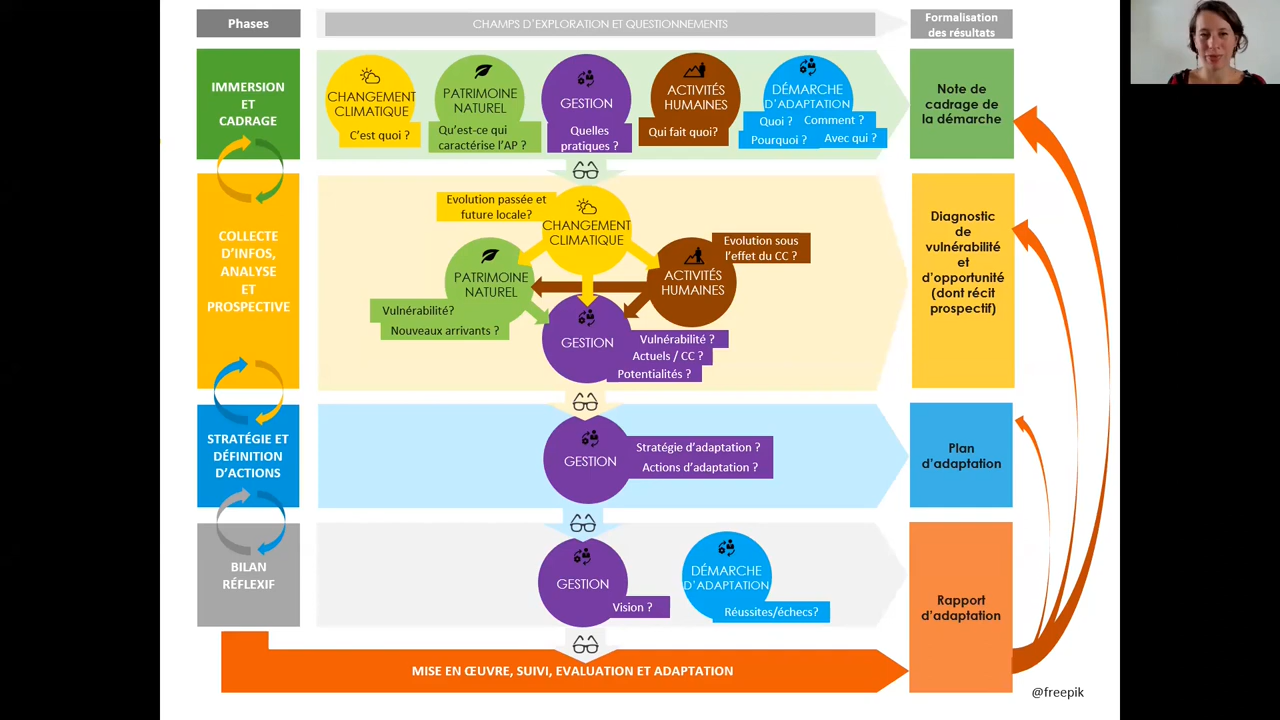 Phases
CHAMPS D'EXPLORATION ET QUESTIONNEMENTS
Formalisation
des résultats
IMMERSION
ET
CADRAGE
CHANGEMENT
CLIMATIQUE
C'est quoi ?
PATRIMOINE
NATUREL
Qu'est-ce qui
caractérise l'AP ?
GESTION
Quelles
pratiques ?
ACTIVITÉS
HUMAINES
Qui fait quoi?
DÉMARCHE
D'ADAPTATION
Quoi ?
Comment ?
Pourquoi ?
Avec qui ?
Note de
cadrage de
la démarche
COLLECTE
D'INFOS,
ANALYSE
ET
PROSPECTIVE
Evolution passée et
future locale?
CHANGEMENT
CLIMATIQUE
Evolution sous
l'effet du CC ?
PATRIMOINE
NATUREL
ACTIVITÉS
HUMAINES
Vulnérabilité?
Nouveaux arrivants ?
GESTION
Vulnérabilité ?
Actuels / CC ?
Potentialités ?
Diagnostic
de
vulnérabilité
et
d'opportunité
(dont récit
prospectif)
STRATÉGIE ET
DÉFINITION
D'ACTIONS
GESTION
Stratégie d'adaptation ?
Actions d'adaptation ?
Plan
d'adaptation
BILAN
RÉFLEXIF
GESTION
Vision ?
DÉMARCHE
D'ADAPTATION
Réussites/échecs?
Rapport
d'adaptation
MISE EN ŒUVRE, SUIVI, EVALUATION ET ADAPTATION
@freepik